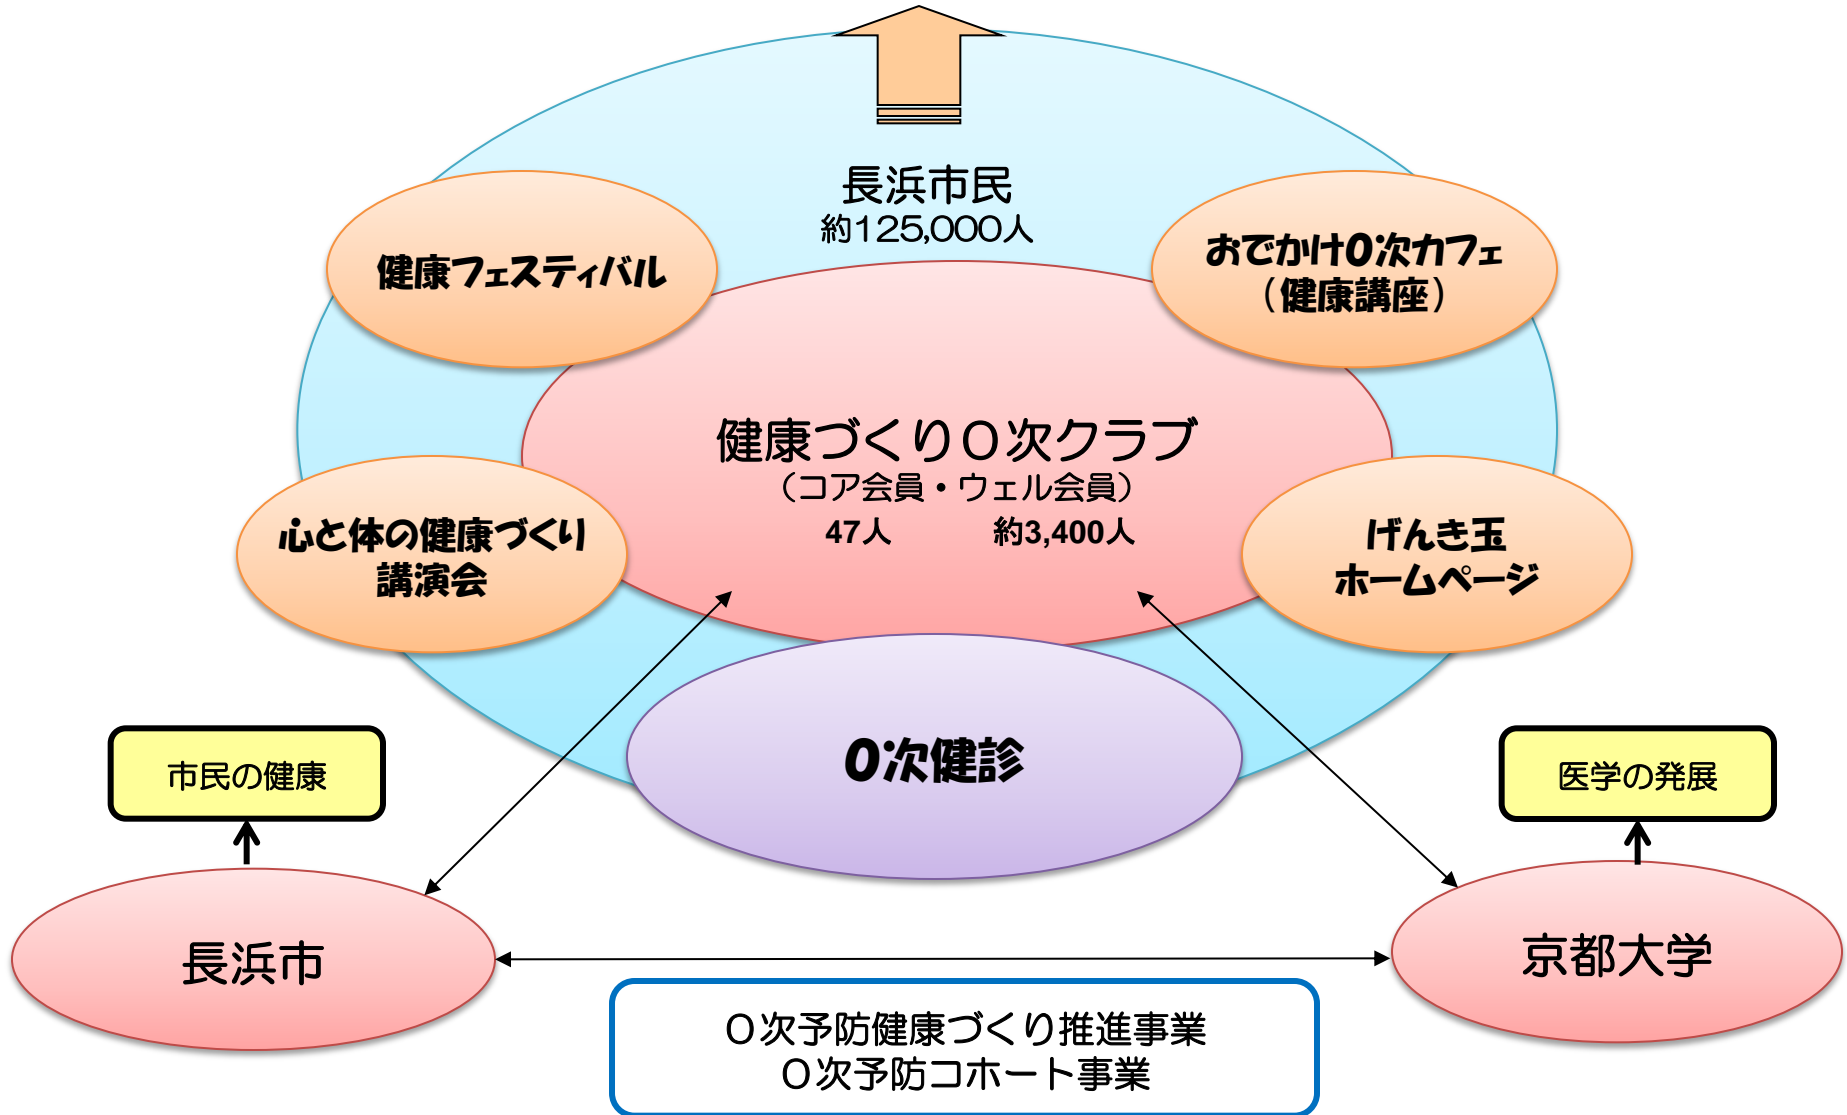 長浜市民
約125,000人
健康フェスティバル
おでかけ0次カフェ
（健康講座）
健康づくり０次クラブ
（コア会員・ウェル会員）
47人 約3,400人
心と体の健康づくり
講演会
げんき玉
ホームページ
0次健診
市民の健康
医学の発展
長浜市
京都大学
０次予防健康づくり推進事業
０次予防コホート事業